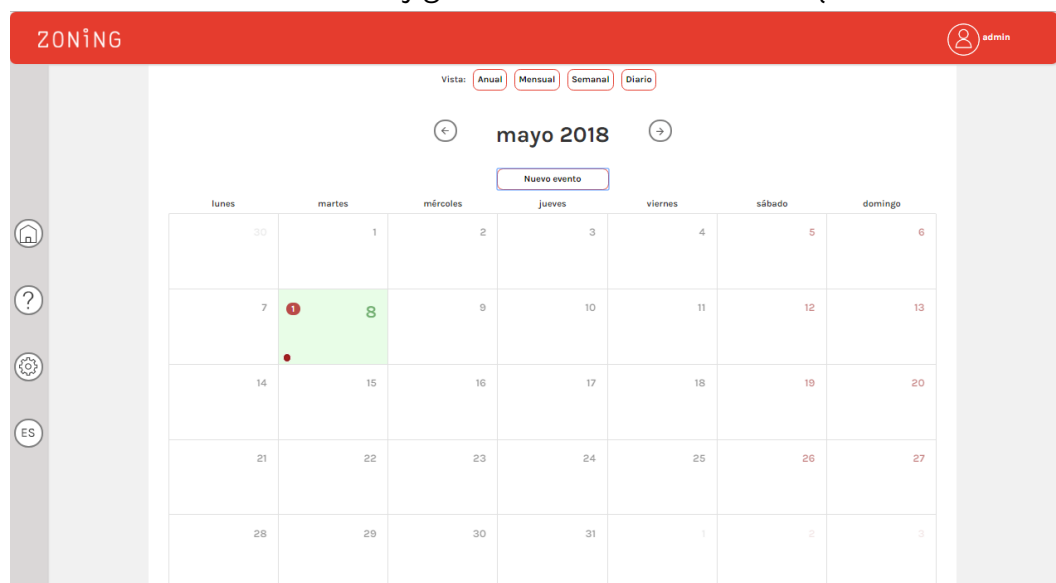 ZONING
admin
Vista: Anual Mensual Semanal Diario
mayo 2018
Nuevo evento
lunes martes mércoles jueves viernes sábado domingo
30 1 2 3 4 5 6
7 1 8 9 10 11 12 13
14 15 16 17 18 19 20
ES
21 22 23 24 25 26 27
28 29 30 31 1 2 3